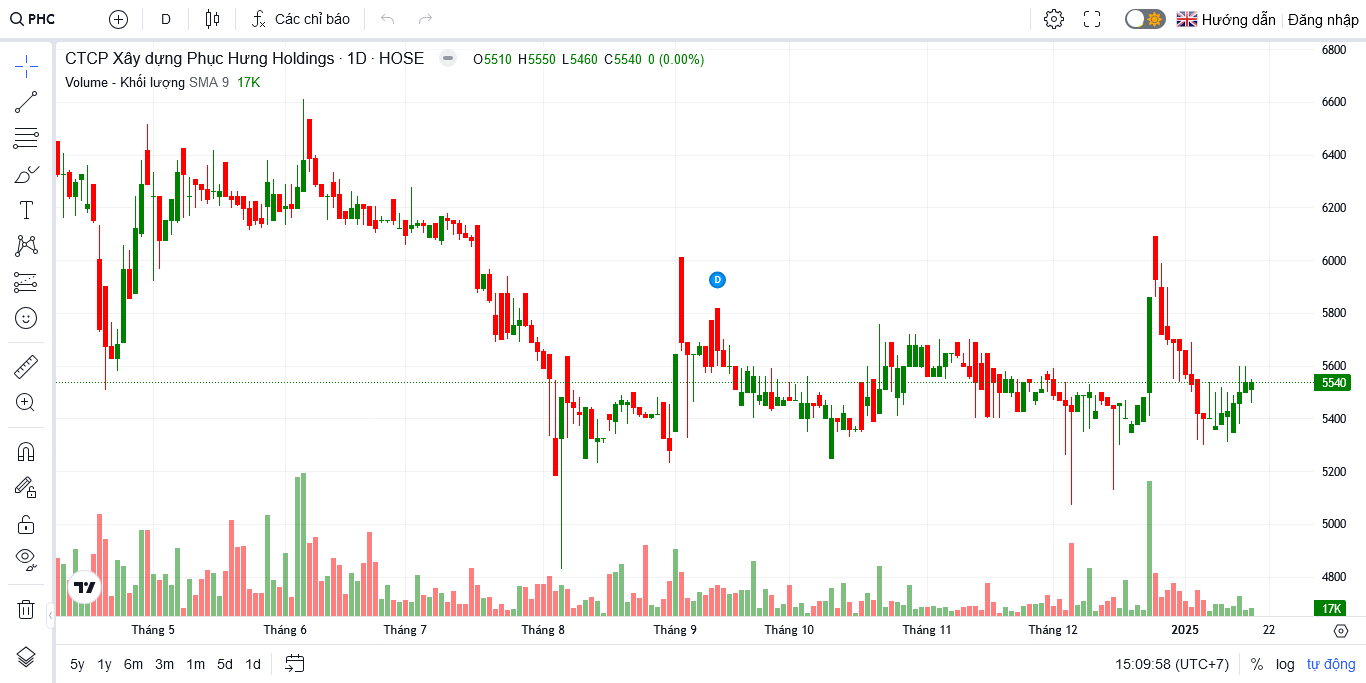 PHC D Các chỉ báo Hướng dẫn Đăng nhập
CTCP Xây dựng Phục Hưng Holdings · 1D · HOSE O5510 H5550 L5460 C5540 0 (0.00%)
Volume - Khối lượng SMA 9 17K
D
6800
6600
6400
6200
6000
5800
5600
5540
5400
5200
5000
4800
17K
Tháng 5 Tháng 6 Tháng 7 Tháng 8 Tháng 9 Tháng 10 Tháng 11 Tháng 12 2025 22
5y 1y 6m 3m 1m 5d 1d 15:09:58 (UTC+7) % log tự động